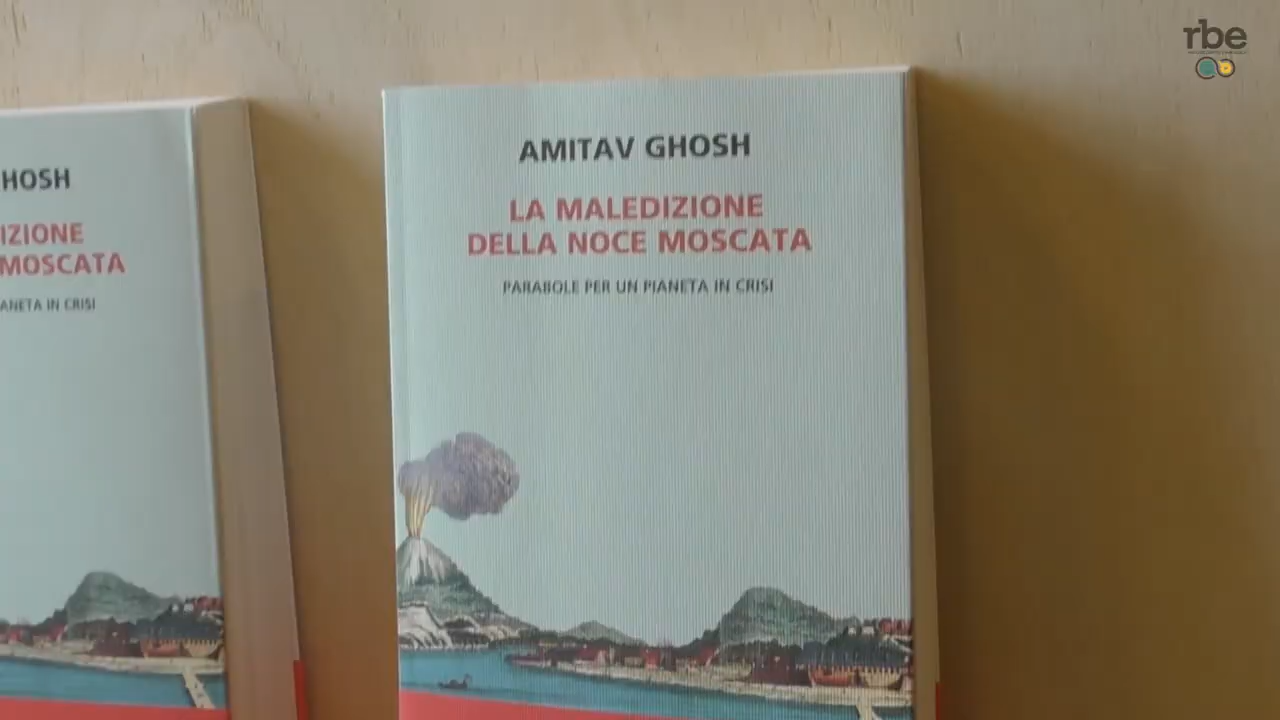 rbe
HOSH
IZIONE
MOSCATA
ANETA IN CRISI
AMITAV GHOSH
LA MALEDIZIONE
DELLA NOCE MOSCATA
PARABOLE PER UN PIANETA IN CRISI